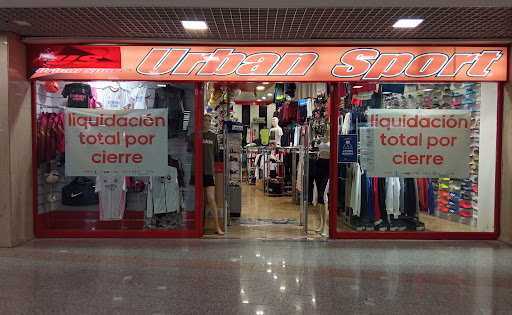 Urban Sport
liquidación
total por
cierre
liquidación
total por
cierre